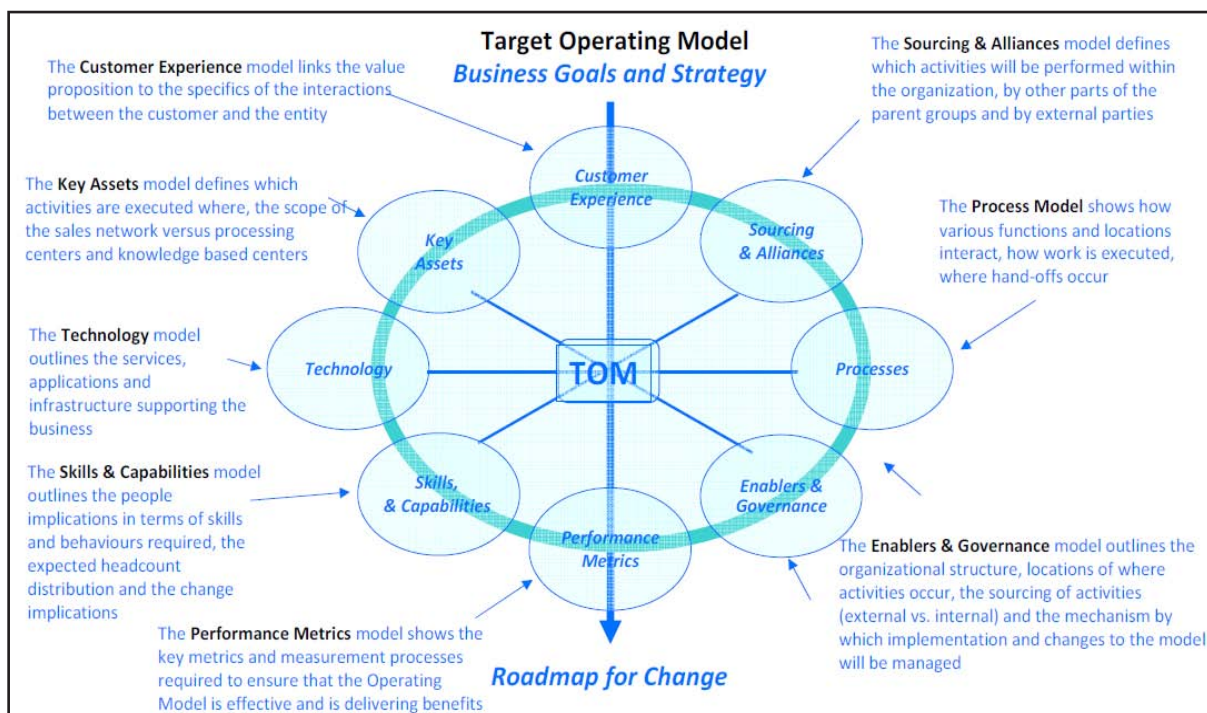 Target Operating Model
Business Goals and Strategy
The Customer Experience model links the value
proposition to the specifics of the interactions
between the customer and the entity
The Sourcing & Alliances model defines
which activities will be performed within
the organization, by other parts of the
parent groups and by external parties
The Key Assets model defines which
activities are executed where, the scope of
the sales network versus processing
centers and knowledge based centers
The Process Model shows how
various functions and locations
interact, how work is executed,
where hand-offs occur
Customer
Experience
Key
Assets
Sourcing
& Alliances
The Technology model
outlines the services,
applications and
infrastructure supporting the
business
Technology
TOM
Processes
The Skills & Capabilities model
outlines the people
implications in terms of skills
and behaviours required, the
expected headcount
distribution and the change
implications
Skills,
& Capabilities
Enablers &
Governance
Performance
Metrics
The Enablers & Governance model outlines the
organizational structure, locations of where
activities occur, the sourcing of activities
(external vs. internal) and the mechanism by
which implementation and changes to the model
will be managed
The Performance Metrics model shows the
key metrics and measurement processes
required to ensure that the Operating
Model is effective and is delivering benefits
Roadmap for Change